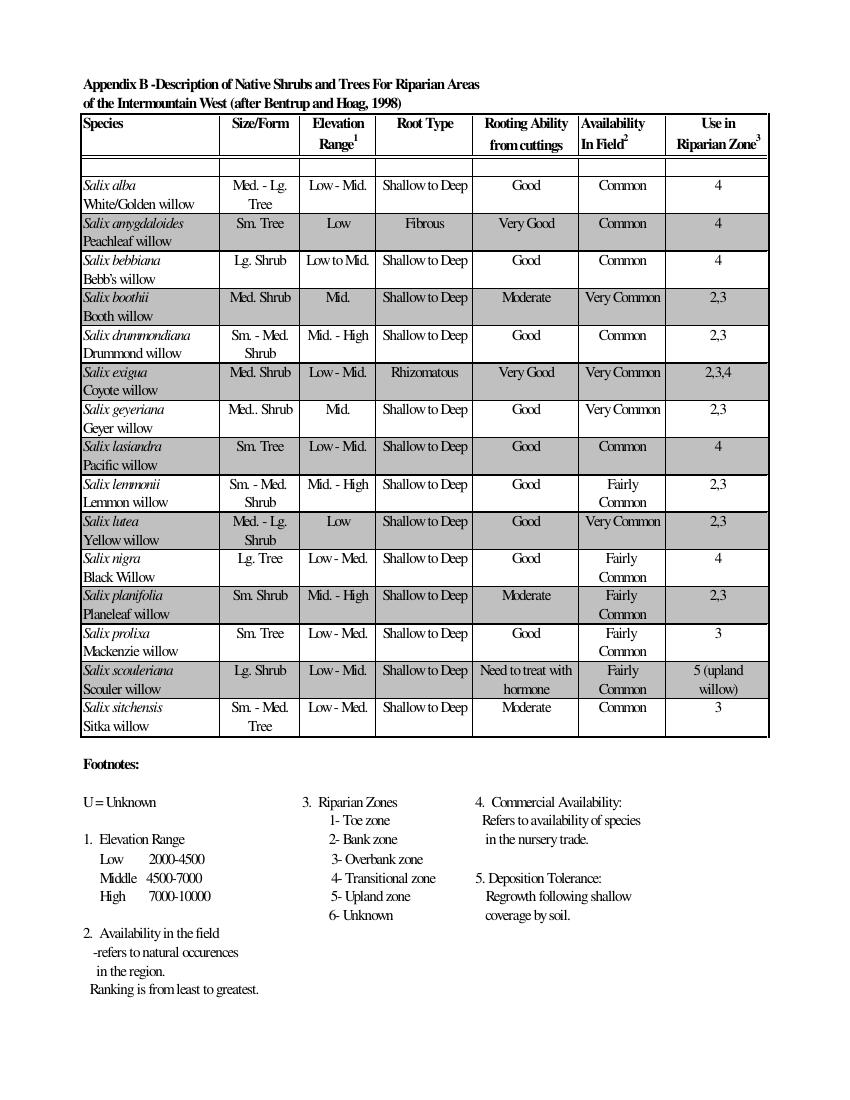 Appendix B -Description of Native Shrubs and Trees For Riparian Areas
of the Intermountain West (after Bentrup and Hoag, 1998)
Species Size/Form Elevation Root Type Rooting Ability Availability Use in
Range1 from cuttings In Field2 Riparian Zone3
Salix alba Med. - Lg. Low - Mid. Shallow to Deep Good Common 4
White/Golden willow Tree
Salix amygdaloides Sm. Tree Low Fibrous Very Good Common 4
Peachleaf willow
Salix bebbiana Lg. Shrub Low to Mid. Shallow to Deep Good Common 4
Bebb's willow
Salix boothii Med. Shrub Mid. Shallow to Deep Moderate Very Common 2,3
Booth willow
Salix drummondiana Sm. - Med. Mid. - High Shallow to Deep Good Common 2,3
Drummond willow Shrub
Salix exigua Med. Shrub Low - Mid. Rhizomatous Very Good Very Common 2,3,4
Coyote willow
Salix geyeriana Med.. Shrub Mid. Shallow to Deep Good Very Common 2,3
Geyer willow
Salix lasiandra Sm. Tree Low - Mid. Shallow to Deep Good Common 4
Pacific willow
Salix lemmonii Sm. - Med. Mid. - High Shallow to Deep Good Fairly 2,3
Lemmon willow Shrub Common
Salix lutea Med. - Lg. Low Shallow to Deep Good Very Common 2,3
Yellow willow Shrub
Salix nigra Lg. Tree Low - Med. Shallow to Deep Good Fairly 4
Black Willow Common
Salix planifolia Sm. Shrub Mid. - High Shallow to Deep Moderate Fairly 2,3
Planeleaf willow Common
Salix prolixa Sm. Tree Low - Med. Shallow to Deep Good Fairly 3
Mackenzie willow Common
Salix scouleriana Lg. Shrub Low - Mid. Shallow to Deep Need to treat with Fairly 5 (upland
Scouler willow hormone Common willow)
Salix sitchensis Sm. - Med. Low - Med. Shallow to Deep Moderate Common 3
Sitka willow Tree
Footnotes:
U = Unknown
1. Elevation Range
Low 2000-4500
Middle 4500-7000
High 7000-10000
2. Availability in the field
-refers to natural occurences
in the region.
Ranking is from least to greatest.
3. Riparian Zones
1- Toe zone
2- Bank zone
3- Overbank zone
4- Transitional zone
5- Upland zone
6- Unknown
4. Commercial Availability:
Refers to availability of species
in the nursery trade.
5. Deposition Tolerance:
Regrowth following shallow
coverage by soil.